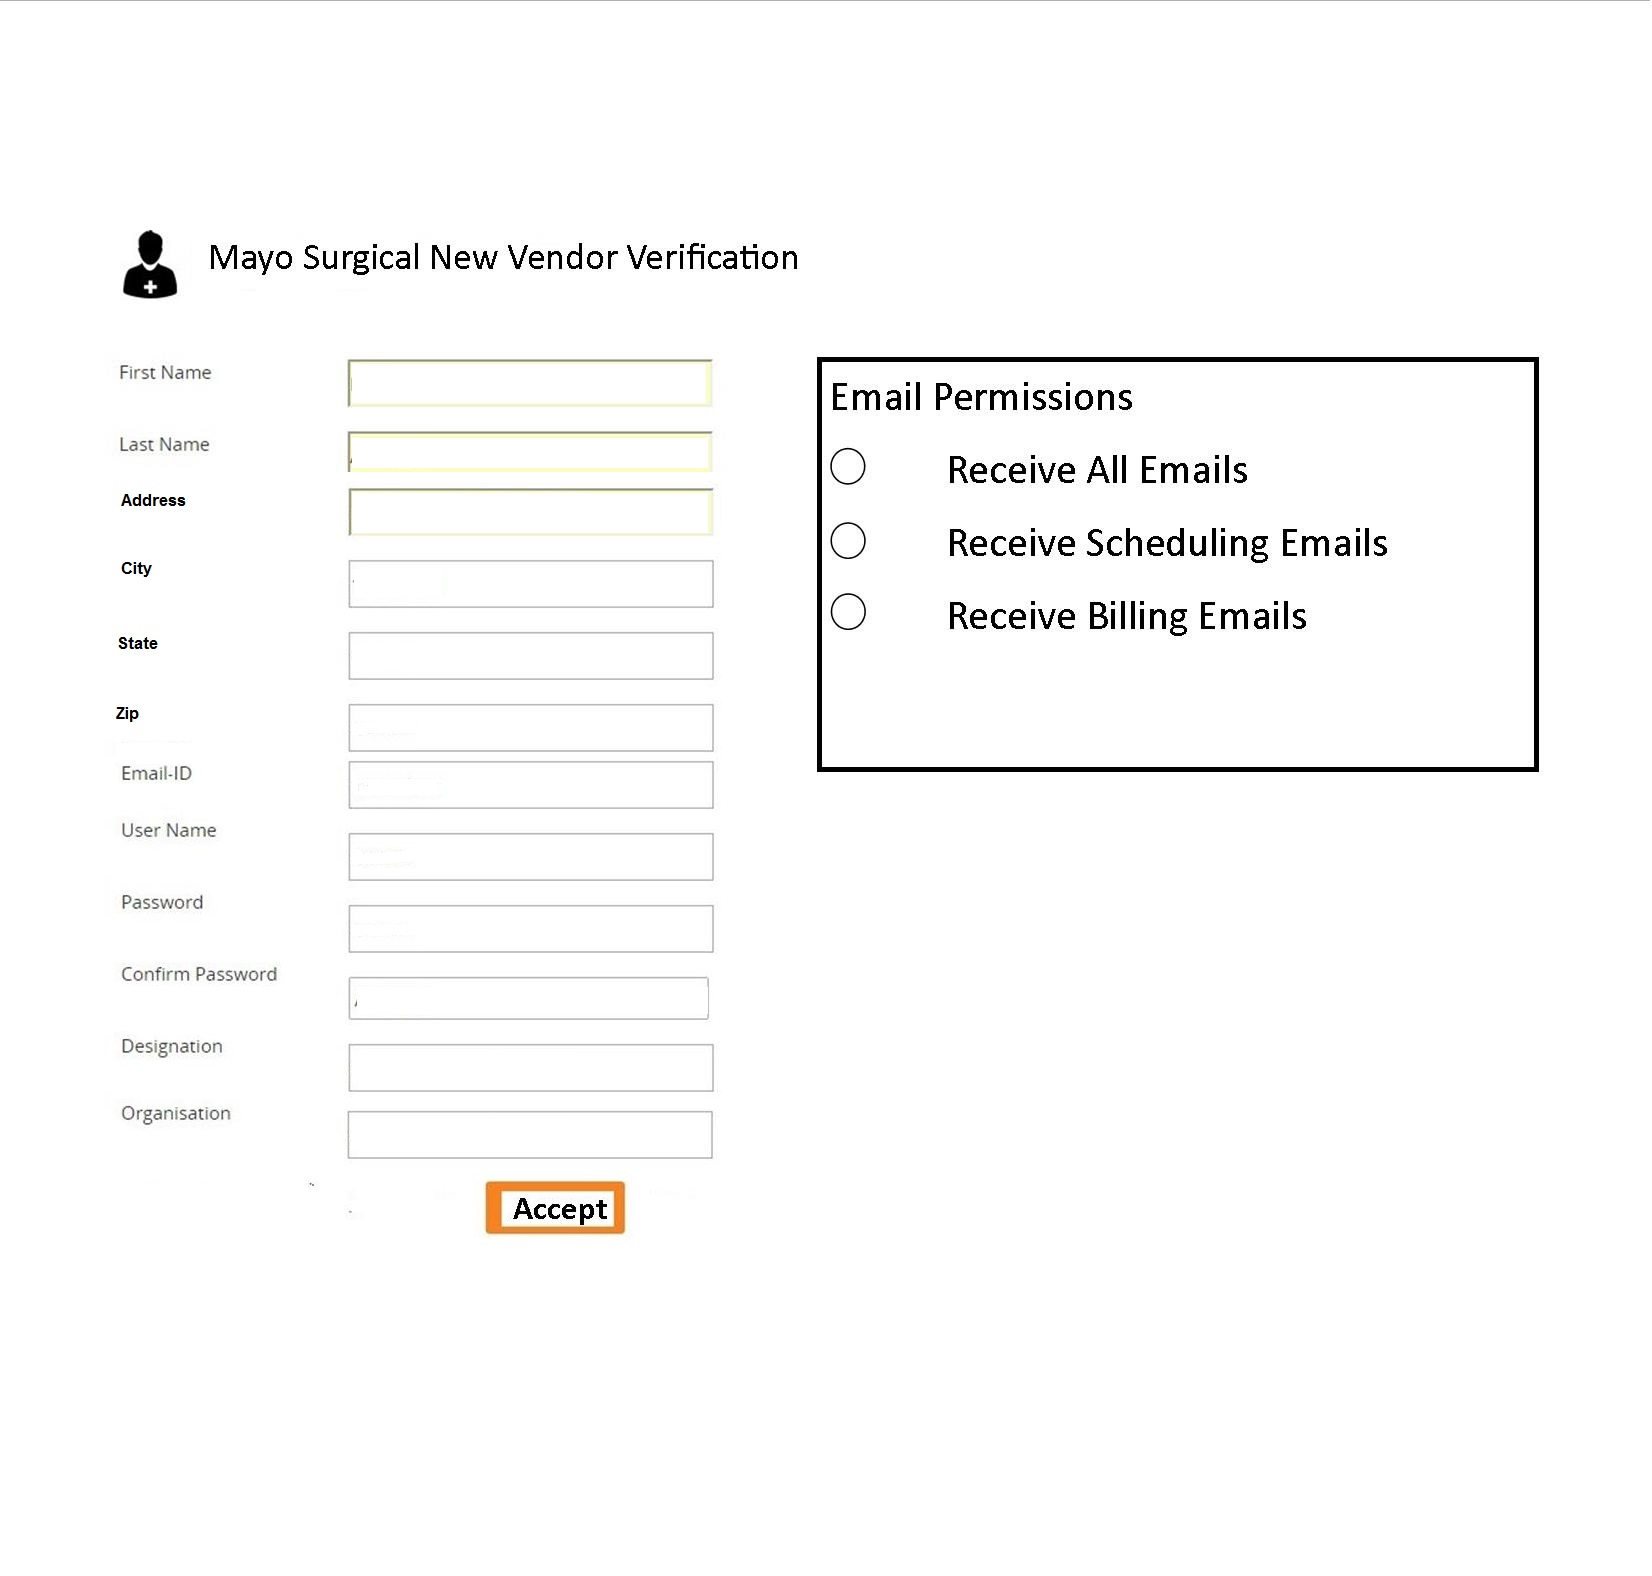 Mayo Surgical New Vendor Verification
First Name
Last Name
Address
City
State
Zip
Email-ID
User Name
Password
Confirm Password
Designation
Organisation
Accept
Email Permissions
Receive All Emails
Receive Scheduling Emails
Receive Billing Emails